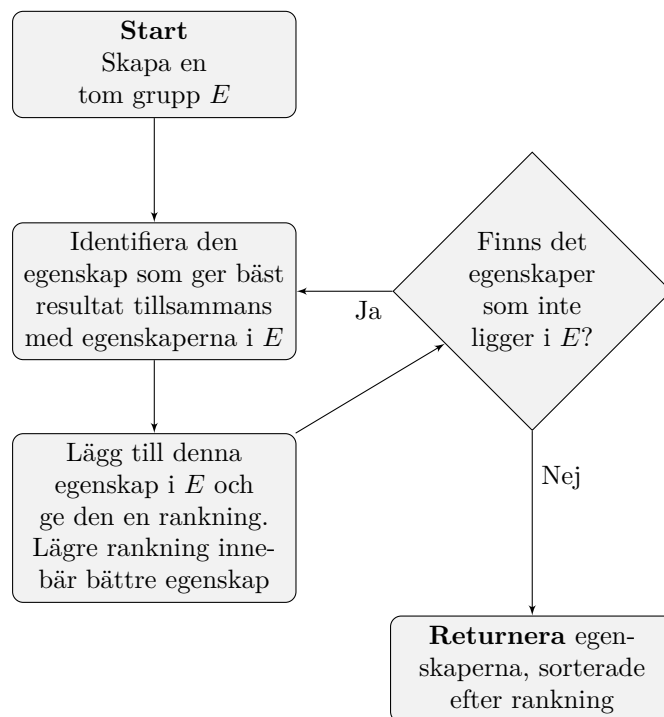 Start
Skapa en
tom grupp E
Identifiera den
egenskap som ger bäst
resultat tillsammans
med egenskaperna i E
Finns det
egenskaper
som inte
ligger i E?
Ja
Lägg till denna
egenskap i E och
ge den en rankning.
Lägre rankning inne-
bär bättre egenskap
Nej
Returnera egen-
skaperna, sorterade
efter rankning